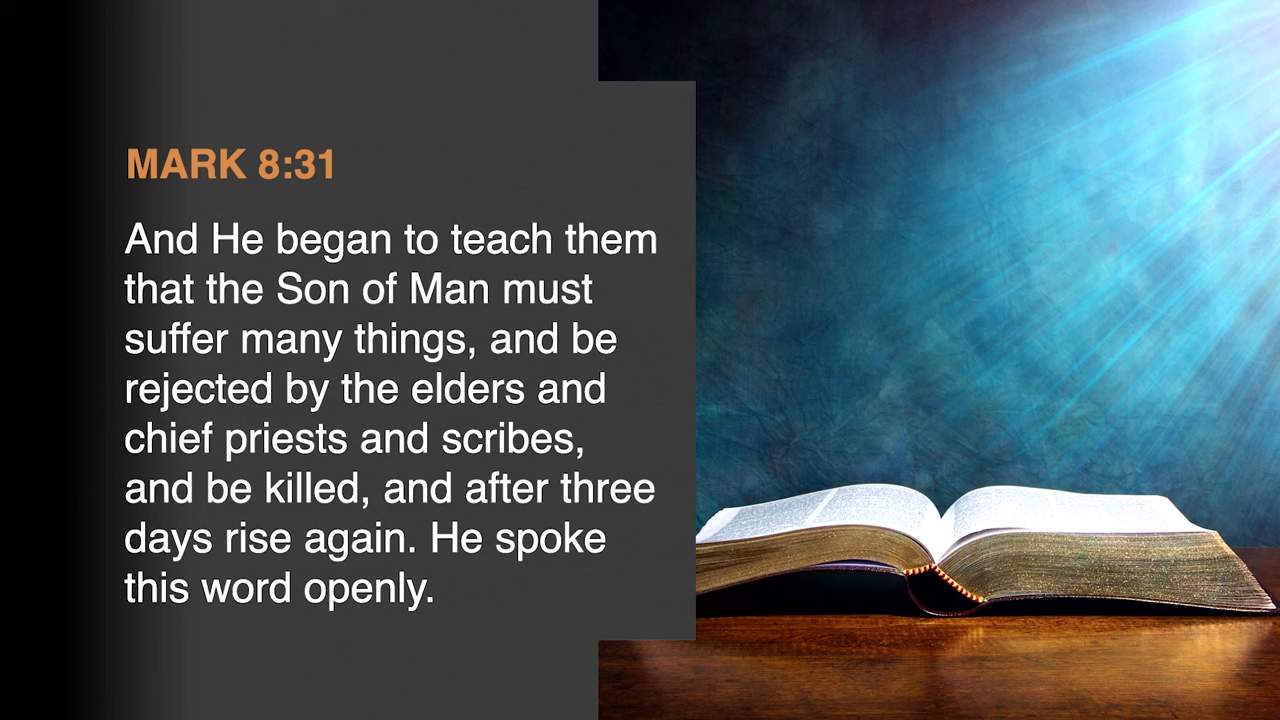 MARK 8:31
And He began to teach them
that the Son of Man must
suffer many things, and be
rejected by the elders and
chief priests and scribes,
and be killed, and after three
days rise again. He spoke
this word openly.